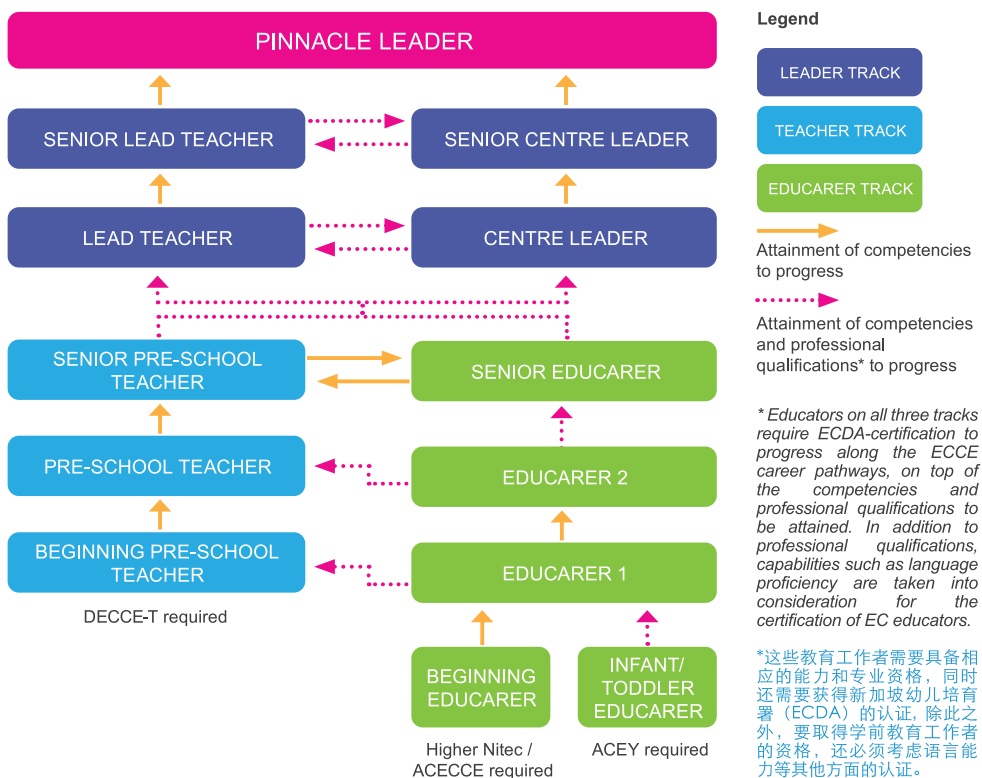 PINNACLE LEADER
SENIOR LEAD TEACHER
SENIOR CENTRE LEADER
LEAD TEACHER
CENTRE LEADER
SENIOR PRE-SCHOOL
TEACHER
SENIOR EDUCARER
PRE-SCHOOL TEACHER
EDUCARER 2
BEGINNING PRE-SCHOOL
TEACHER
EDUCARER 1
DECCE-T required
BEGINNING
EDUCARER
INFANT/
TODDLER
EDUCARER
Higher Nitec /
ACECCE required
ACEY required
Legend
LEADER TRACK
TEACHER TRACK
EDUCARER TRACK
Attainment of competencies
to progress
Attainment of competencies
and professional
qualifications* to progress
* Educators on all three tracks
require ECDA-certification to
progress along the ECCE
career pathways, on top of
the competencies and
professional qualifications to
be attained. In addition to
professional qualifications,
capabilities such as language
proficiency are taken into
consideration for the
certification of EC educators.
*这些教育工作者需要具备相
应的能力和专业资格，同时
还需要获得新加坡幼儿培育
署（ECDA）的认证，除此之
外，要取得学前教育工作者
的资格，还必须考虑语言能
力等其他方面的认证。